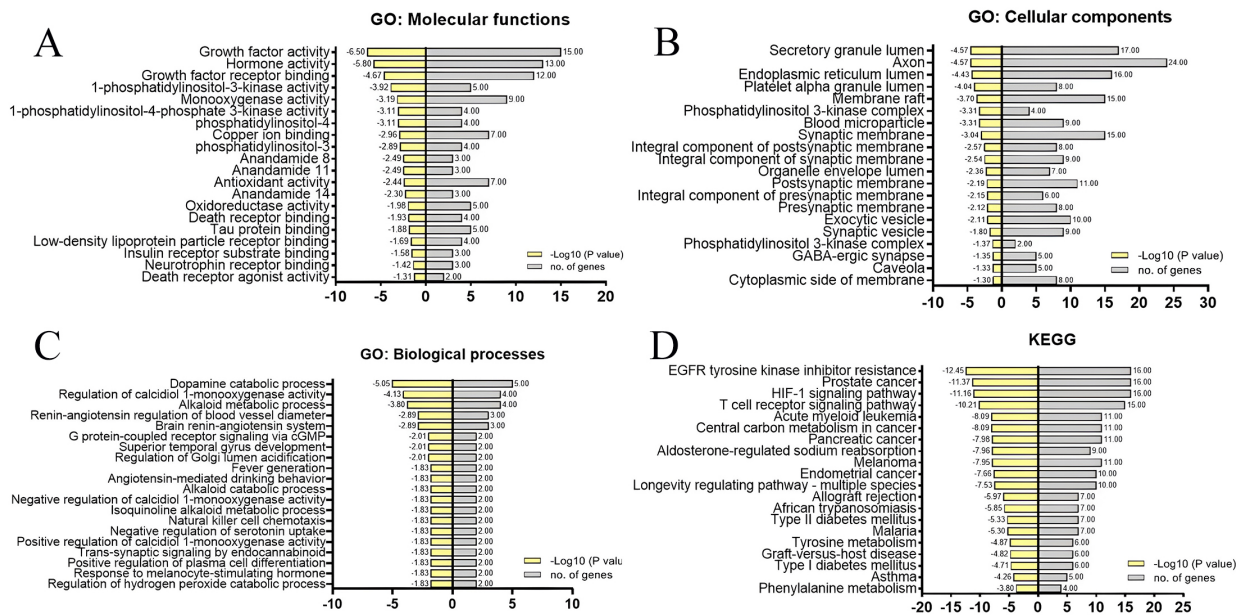 A
GO: Molecular functions
Growth factor activity -6.50 15.00
Hormone activity -5.80 13.00
Growth factor receptor binding -4.67 12.00
1-phosphatidylinositol-3-kinase activity -3.92 5.00
Monooxygenase activity -3.19 9.00
1-phosphatidylinositol-4-phosphate 3-kinase activity -3.11 4.00
phosphatidylinositol-4 -3.11 4.00
Copper ion binding -2.96 7.00
phosphatidylinositol-3 -2.89 4.00
Anandamide 8 -2.49 3.00
Anandamide 11 -2.49 3.00
Antioxidant activity -2.44 7.00
Anandamide 14 -2.30 3.00
Oxidoreductase activity -1.98 5.00
Death receptor binding -1.93 4.00
Tau protein binding -1.88 5.00
Low-density lipoprotein particle receptor binding -1.69 4.00
Insulin receptor substrate binding -1.58 3.00
Neurotrophin receptor binding -1.42 3.00
Death receptor agonist activity -1.31 2.00
-Log10 (P value)
no. of genes
-10 -5 0 5 10 15 20
B
GO: Cellular components
Secretory granule lumen -4.57 17.00
Axon -4.57 24.00
Endoplasmic reticulum lumen -4.43 16.00
Platelet alpha granule lumen -4.04 8.00
Membrane raft -3.70 15.00
Phosphatidylinositol 3-kinase complex -3.31 4.00
Blood microparticle -3.31 9.00
Synaptic membrane -3.04 15.00
Integral component of postsynaptic membrane -2.57 8.00
Integral component of synaptic membrane -2.54 9.00
Organelle envelope lumen -2.36 7.00
Postsynaptic membrane -2.19 11.00
Integral component of presynaptic membrane -2.15 6.00
Presynaptic membrane -2.12 8.00
Exocytic vesicle -2.11 10.00
Synaptic vesicle -1.80 9.00
Phosphatidylinositol 3-kinase complex -1.37 2.00
GABA-ergic synapse -1.35 5.00
Caveola -1.33 5.00
Cytoplasmic side of membrane -1.30 8.00
-Log10 (P value)
no. of genes
-10 -5 0 5 10 15 20 25 30
C
GO: Biological processes
Dopamine catabolic process -5.05 5.00
Regulation of calcidiol 1-monooxygenase activity -4.13 4.00
Alkaloid metabolic process -3.80 4.00
Renin-angiotensin regulation of blood vessel diameter -2.89 3.00
Brain renin-angiotensin system -2.89 3.00
G protein-coupled receptor signaling via cGMP -2.01 2.00
Superior temporal gyrus development -2.01 2.00
Regulation of Golgi lumen acidification -2.01 2.00
Fever generation -1.83 2.00
Angiotensin-mediated drinking behavior -1.83 2.00
Alkaloid catabolic process -1.83 2.00
Negative regulation of calcidiol 1-monooxygenase activity -1.83 2.00
Isoquinoline alkaloid metabolic process -1.83 2.00
Natural killer cell chemotaxis -1.83 2.00
Negative regulation of serotonin uptake -1.83 2.00
Positive regulation of calcidiol 1-monooxygenase activity -1.83 2.00
Trans-synaptic signaling by endocannabinoid -1.83 2.00
Positive regulation of plasma cell differentiation -1.83 2.00
Response to melanocyte-stimulating hormone -1.83 2.00
Regulation of hydrogen peroxide catabolic process -1.83 2.00
-Log10 (P valu
no. of genes
-10 -5 0 5 10
D
KEGG
EGFR tyrosine kinase inhibitor resistance -12.45 16.00
Prostate cancer -11.37 16.00
HIF-1 signaling pathway -11.16 16.00
T cell receptor signaling pathway -10.21 15.00
Acute myeloid leukemia -8.09 11.00
Central carbon metabolism in cancer -8.09 11.00
Pancreatic cancer -7.98 11.00
Aldosterone-regulated sodium reabsorption -7.96 9.00
Melanoma -7.95 11.00
Endometrial cancer -7.66 10.00
Longevity regulating pathway - multiple species -7.53 10.00
Allograft rejection -5.97 7.00
African trypanosomiasis -5.85 7.00
Type II diabetes mellitus -5.33 7.00
Malaria -5.30 7.00
Tyrosine metabolism -4.87 6.00
Graft-versus-host disease -4.82 6.00
Type I diabetes mellitus -4.71 6.00
Asthma -4.26 5.00
Phenylalanine metabolism -3.80 4.00
-Log10 (P value)
no. of genes
-20 -15 -10 -5 0 5 10 15 20 25